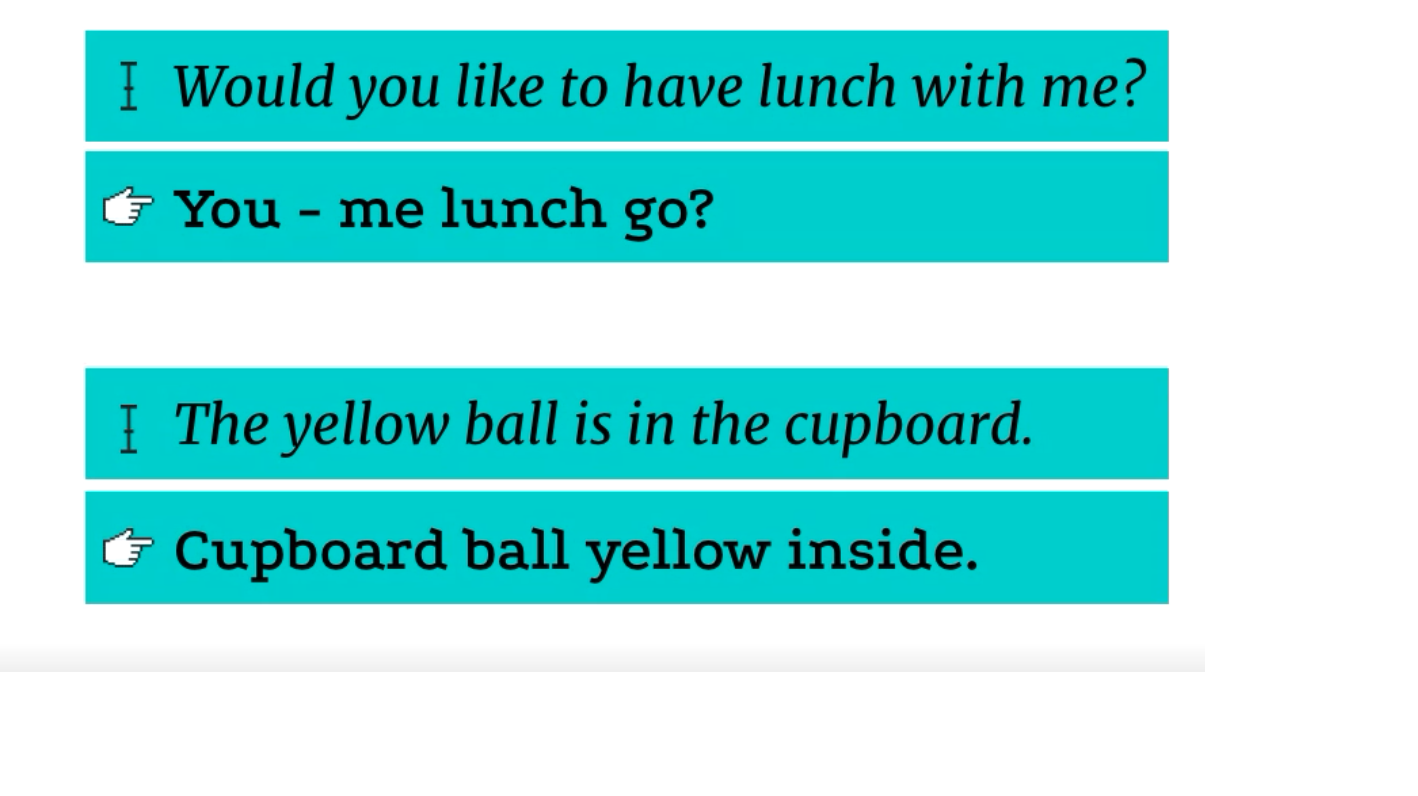 Would you like to have lunch with me?
You - me lunch go?
The yellow ball is in the cupboard.
Cupboard ball yellow inside.